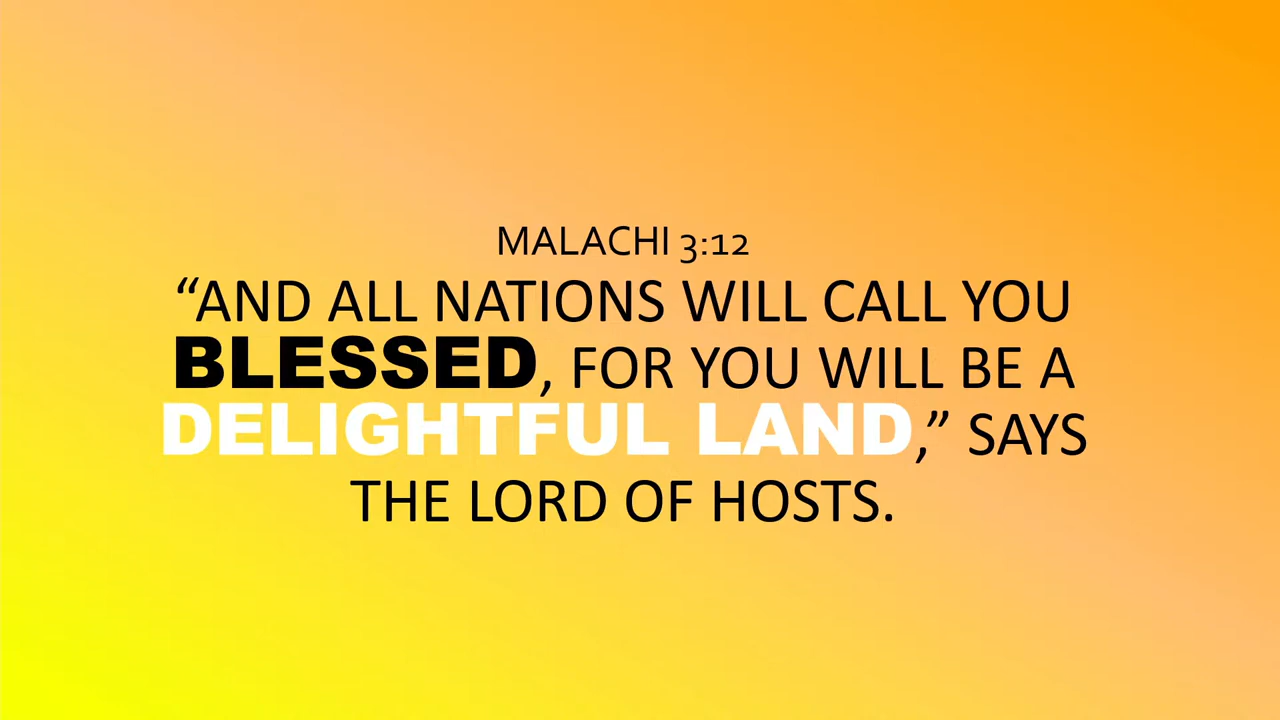 MALACHI 3:12
“AND ALL NATIONS WILL CALL YOU
BLESSED, FOR YOU WILL BE A
DELIGHTFUL LAND,” SAYS
THE LORD OF HOSTS.